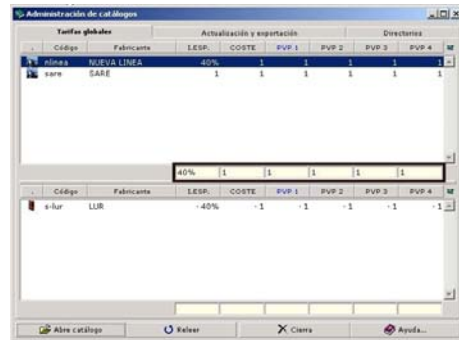 Administración de catálogos
Tarifas globales Actualización y exportación Directorios
. Código Fabricante I.ESP. COSTE PVP 1 PVP 2 PVP 3 PVP 4
nlinea NUEVA LINEA 40% 1 1 1 1 1
sare SARE 1 1 1 1 1 1
40% 1 1 1 1 1
. Código Fabricante I.ESP. COSTE PVP 1 PVP 2 PVP 3 PVP 4
s-lur LUR - 40% - 1 - 1 - 1 - 1 - 1
Abre catálogo Releer Cierra Ayuda...